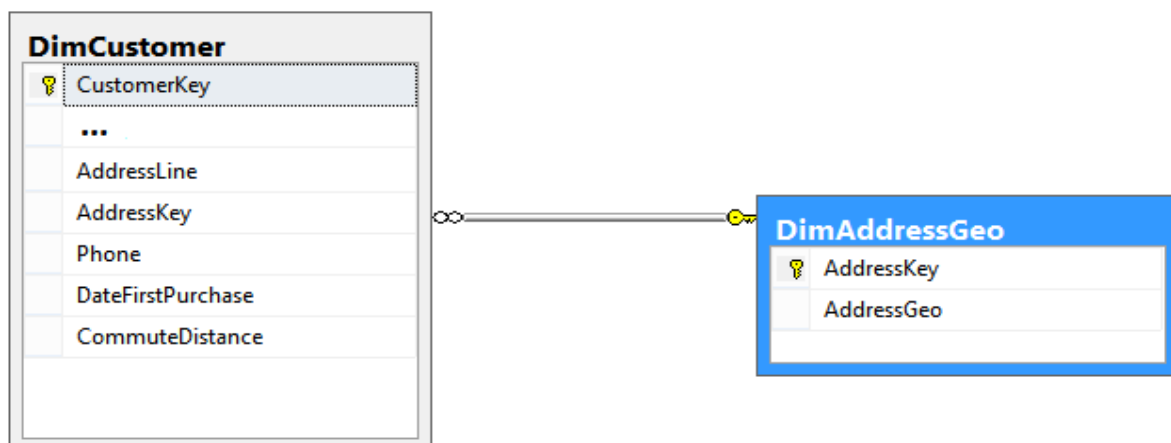 DimCustomer
CustomerKey
...
AddressLine
AddressKey
Phone
DateFirstPurchase
CommuteDistance
DimAddressGeo
AddressKey
AddressGeo